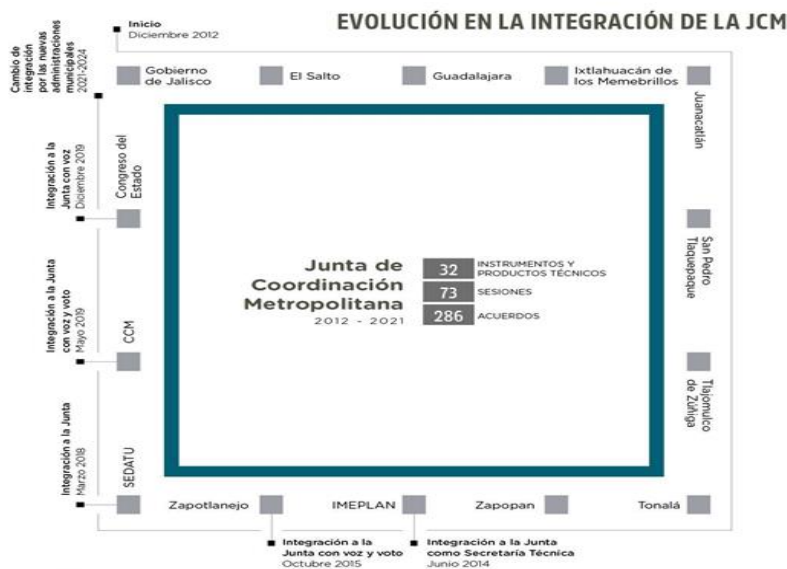 EVOLUCIÓN EN LA INTEGRACIÓN DE LA JCM
Inicio
Diciembre 2012
Gobierno
de Jalisco
El Salto
Guadalajara
Ixtlahuacán de
los Memebrillos
Juanacatlán
San Pedro
Tlaquepaque
Tlajomulco
de Zúñiga
Tonalá
Zapopan
IMEPLAN
Integración a la Junta
como Secretaría Técnica
Junio 2014
Zapotlanejo
Integración a la
Junta con voz y voto
Octubre 2015
SEDATU
Integración a la Junta
Marzo 2018
CCM
Integración a la Junta
con voz y voto
Mayo 2019
Congreso del
Estado
Integración a la
Junta con voz
Diciembre 2019
Cambio de
integración
por las nuevas
administraciones
municipales
2021-2024
Junta de
Coordinación
Metropolitana
2012 - 2021
32 INSTRUMENTOS Y
PRODUCTOS TÉCNICOS
73 SESIONES
286 ACUERDOS